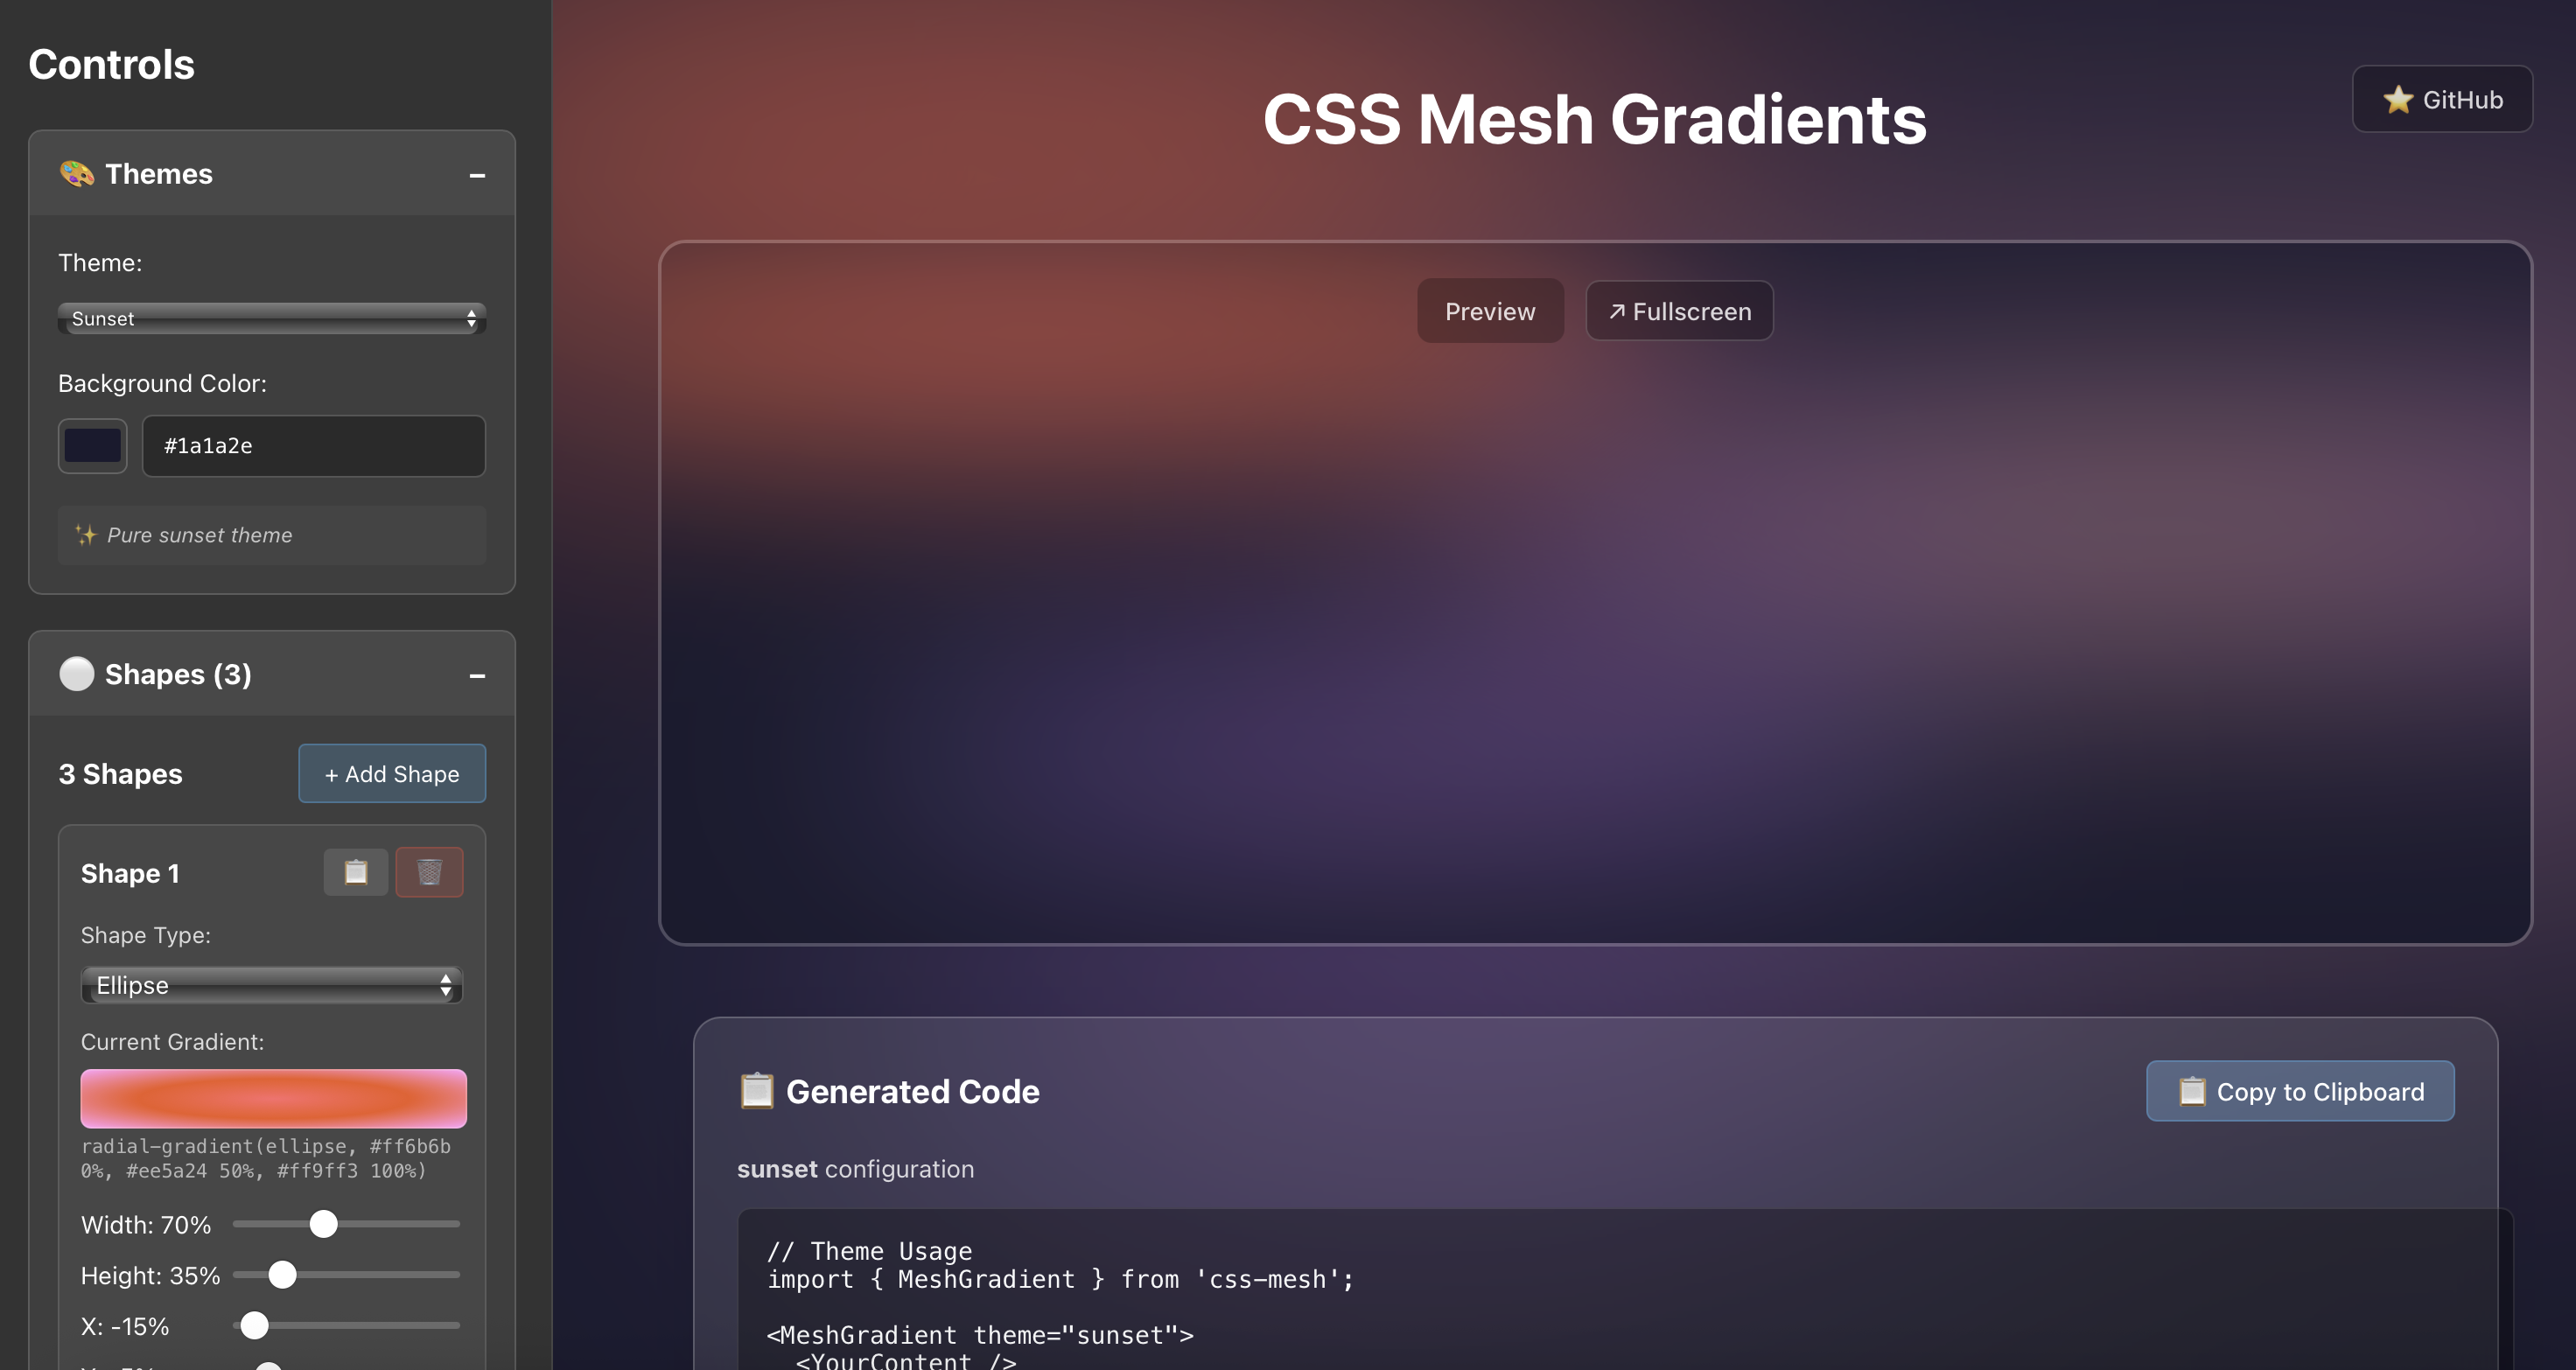 Controls
Themes
Theme:
Sunset
Background Color:
#1a1a2e
Pure sunset theme
Shapes (3)
3 Shapes
+ Add Shape
Shape 1
Shape Type:
Ellipse
Current Gradient:
radial-gradient(ellipse, #ff6b6b
0%, #ee5a24 50%, #ff9ff3 100%)
Width: 70%
Height: 35%
X: -15%
CSS Mesh Gradients
GitHub
Preview
Fullscreen
Generated Code
Copy to Clipboard
sunset configuration
// Theme Usage
import { MeshGradient } from 'css-mesh';
<MeshGradient theme="sunset">
<YourContent />